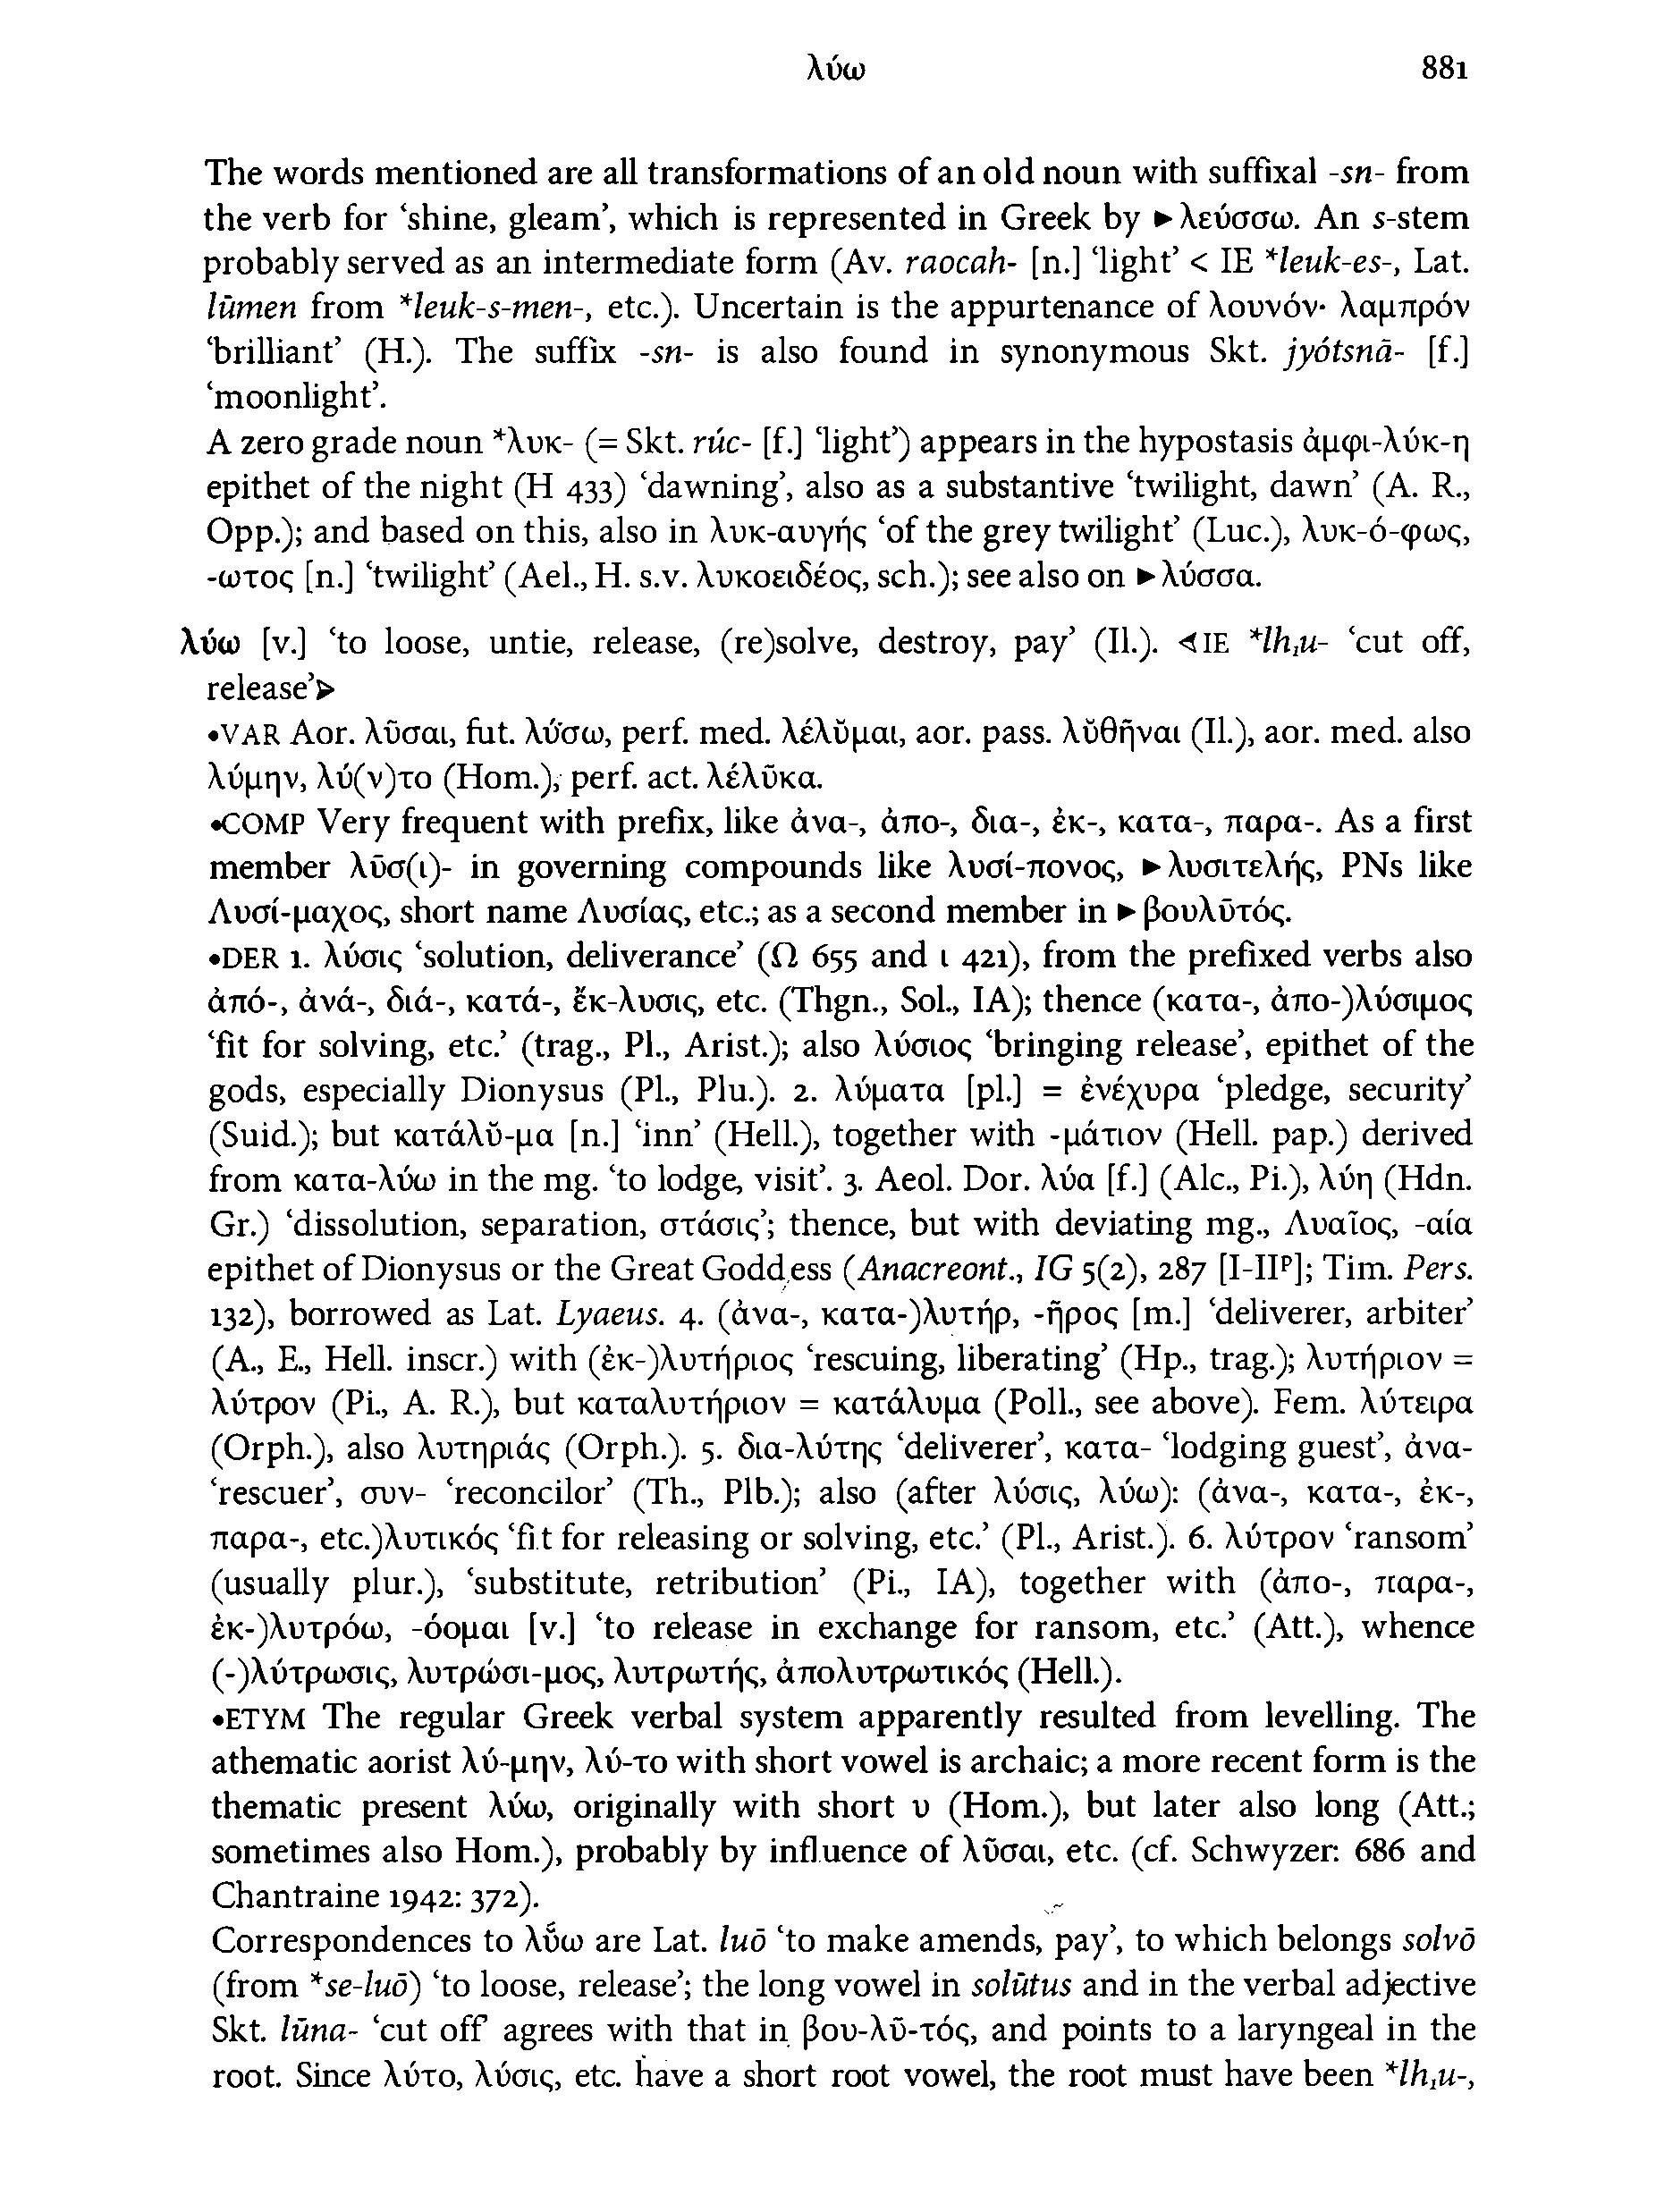 λύω 881
The words mentioned are all transformations of an old noun with suffixal -sn- from
the verb for ‘shine, gleam’, which is represented in Greek by ►λεύσσω. An s-stem
probably served as an intermediate form (Av. raocah- [n.] ‘light’ < IE *leuk-es-, Lat.
lūmen from *leuk-s-men-, etc.). Uncertain is the appurtenance of λουνόν· λαμπρόν
‘brilliant’ (H.). The suffix -sn- is also found in synonymous Skt. jyótsnā- [f.]
‘moonlight’.
A zero grade noun *λυκ- (= Skt. rúc- [f.] ‘light’) appears in the hypostasis ἀμφι-λύκ-η
epithet of the night (H 433) ‘dawning’, also as a substantive ‘twilight, dawn’ (A. R.,
Opp.); and based on this, also in λυκ-αυγής ‘of the grey twilight’ (Luc.), λυκ-ό-φως,
-ωτος [n.] ‘twilight’ (Ael., H. s.v. λυκοειδέος, sch.); see also on ►λύσσα.
λύω [v.] ‘to loose, untie, release, (re)solve, destroy, pay’ (Il.). ◁IE *lh₁u- ‘cut off,
release’▷
•VAR Aor. λῦσαι, fut. λύ̄σω, perf. med. λέλῠμαι, aor. pass. λῠθῆναι (Il.), aor. med. also
λύμην, λύ(ν)το (Hom.), perf. act. λέλῠκα.
•COMP Very frequent with prefix, like ἀνα-, ἀπο-, δια-, ἐκ-, κατα-, παρα-. As a first
member λῡσ(ι)- in governing compounds like λυσί-πονος, ►λυσιτελής, PNs like
Λυσί-μαχος, short name Λυσίας, etc.; as a second member in ►βουλῡτός.
•DER 1. λύσις ‘solution, deliverance’ (Ω 655 and ι 421), from the prefixed verbs also
ἀπό-, ἀνά-, διά-, κατά-, ἔκ-λυσις, etc. (Thgn., Sol., IA); thence (κατα-, ἀπο-)λύσιμος
‘fit for solving, etc.’ (trag., Pl., Arist.); also λύσιος ‘bringing release’, epithet of the
gods, especially Dionysus (Pl., Plu.). 2. λύματα [pl.] = ἐνέχυρα ‘pledge, security’
(Suid.); but κατάλῠ-μα [n.] ‘inn’ (Hell.), together with -μάτιον (Hell. pap.) derived
from κατα-λύω in the mg. ‘to lodge, visit’. 3. Aeol. Dor. λύα [f.] (Alc., Pi.), λύη (Hdn.
Gr.) ‘dissolution, separation, στάσις’; thence, but with deviating mg., Λυαῖος, -αία
epithet of Dionysus or the Great Goddess (Anacreont., IG 5(2), 287 [I-IIᵖ]; Tim. Pers.
132), borrowed as Lat. Lyaeus. 4. (ἀνα-, κατα-)λυτήρ, -ῆρος [m.] ‘deliverer, arbiter’
(A., E., Hell. inscr.) with (ἐκ-)λυτήριος ‘rescuing, liberating’ (Hp., trag.); λυτήριον =
λύτρον (Pi., A. R.), but καταλυτήριον = κατάλυμα (Poll., see above). Fem. λύτειρα
(Orph.), also λυτηριάς (Orph.). 5. δια-λύτης ‘deliverer’, κατα- ‘lodging guest’, ἀνα-
‘rescuer’, συν- ‘reconcilor’ (Th., Plb.); also (after λύσις, λύω): (ἀνα-, κατα-, ἐκ-,
παρα-, etc.)λυτικός ‘fit for releasing or solving, etc.’ (Pl., Arist.). 6. λύτρον ‘ransom’
(usually plur.), ‘substitute, retribution’ (Pi., IA), together with (ἀπο-, παρα-,
ἐκ-)λυτρόω, -όομαι [v.] ‘to release in exchange for ransom, etc.’ (Att.), whence
(-)λύτρωσις, λυτρώσι-μος, λυτρωτής, ἀπολυτρωτικός (Hell.).
•ETYM The regular Greek verbal system apparently resulted from levelling. The
athematic aorist λύ-μην, λύ-το with short vowel is archaic; a more recent form is the
thematic present λύω, originally with short υ (Hom.), but later also long (Att.;
sometimes also Hom.), probably by influence of λῦσαι, etc. (cf. Schwyzer: 686 and
Chantraine 1942: 372).
Correspondences to λῡ̆ω are Lat. luō ‘to make amends, pay’, to which belongs solvō
(from *se-luō) ‘to loose, release’; the long vowel in solūtus and in the verbal adjective
Skt. lūna- ‘cut off’ agrees with that in βου-λῡ-τός, and points to a laryngeal in the
root. Since λύτο, λύσις, etc. have a short root vowel, the root must have been *lh₁u-,